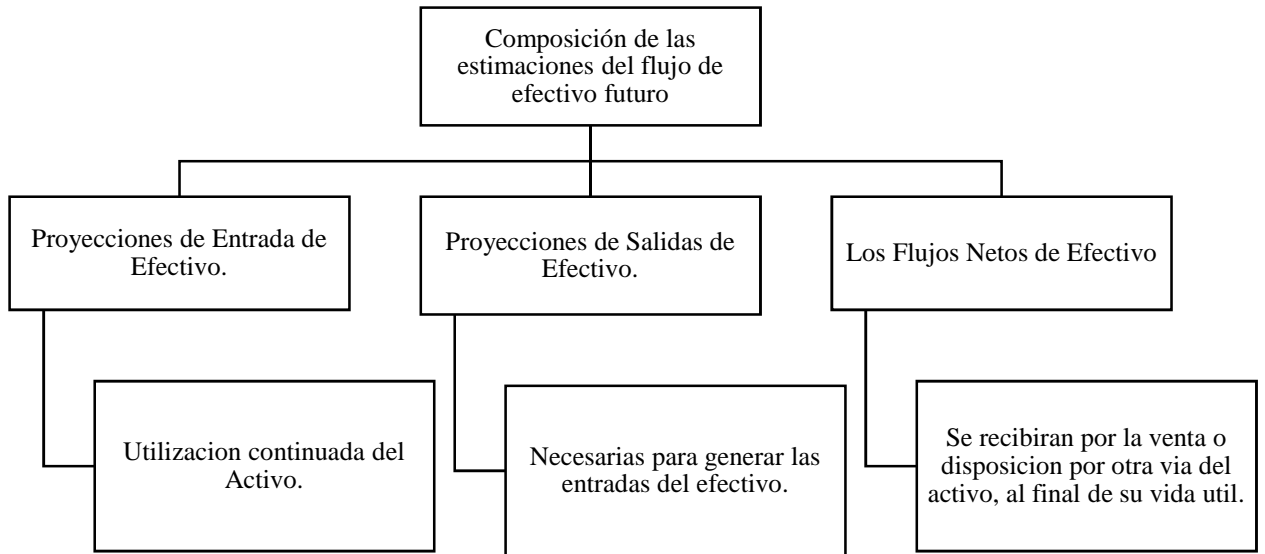 Composición de las
estimaciones del flujo de
efectivo futuro
Proyecciones de Entrada de
Efectivo.
Proyecciones de Salidas de
Efectivo.
Los Flujos Netos de Efectivo
Utilizacion continuada del
Activo.
Necesarias para generar las
entradas del efectivo.
Se recibiran por la venta o
disposicion por otra via del
activo, al final de su vida util.